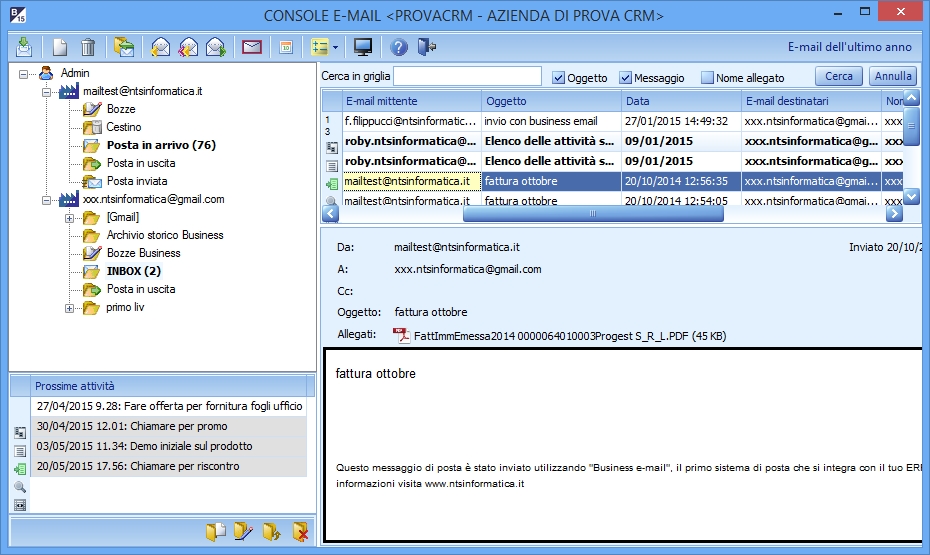 B 15
CONSOLE E-MAIL <PROVACRM - AZIENDA DI PROVA CRM>
E-mail dell'ultimo anno
Admin
mailtest@ntsinformatica.it
Bozze
Cestino
Posta in arrivo (76)
Posta in uscita
Posta inviata
xxx.ntsinformatica@gmail.com
[Gmail]
Archivio storico Business
Bozze Business
INBOX (2)
Posta in uscita
primo liv
Cerca in griglia Oggetto Messaggio Nome allegato Cerca Annulla
E-mail mittente Oggetto Data E-mail destinatari Nor
1 3
f.filippucci@ntsinformatic... invio con business email 27/01/2015 14:49:32 xxx.ntsinformatica@gmai... xxx
roby.ntsinformatica@... Elenco delle attività s... 09/01/2015 xxx.ntsinformatica@g... xxx
roby.ntsinformatica@... Elenco delle attività s... 09/01/2015 xxx.ntsinformatica@g... xxx
mailtest@ntsinformatica.it fattura ottobre 20/10/2014 12:56:35 xxx.ntsinformatica@gmai... xxx
mailtest@ntsinformatica.it fattura ottobre 20/10/2014 12:54:05 xxx.ntsinformatica@gmai... xxx
Da: mailtest@ntsinformatica.it Inviato 20/10/2
A: xxx.ntsinformatica@gmail.com
Cc:
Oggetto: fattura ottobre
Allegati: FattImmEmessa2014 0000064010003Progest S_R_L.PDF (45 KB)
fattura ottobre
Questo messaggio di posta è stato inviato utilizzando "Business e-mail", il primo sistema di posta che si integra con il tuo ERP
informazioni visita www.ntsinformatica.it
Prossime attività
27/04/2015 9.28: Fare offerta per fornitura fogli ufficio
30/04/2015 12.01: Chiamare per promo
03/05/2015 11.34: Demo iniziale sul prodotto
20/05/2015 17.56: Chiamare per riscontro